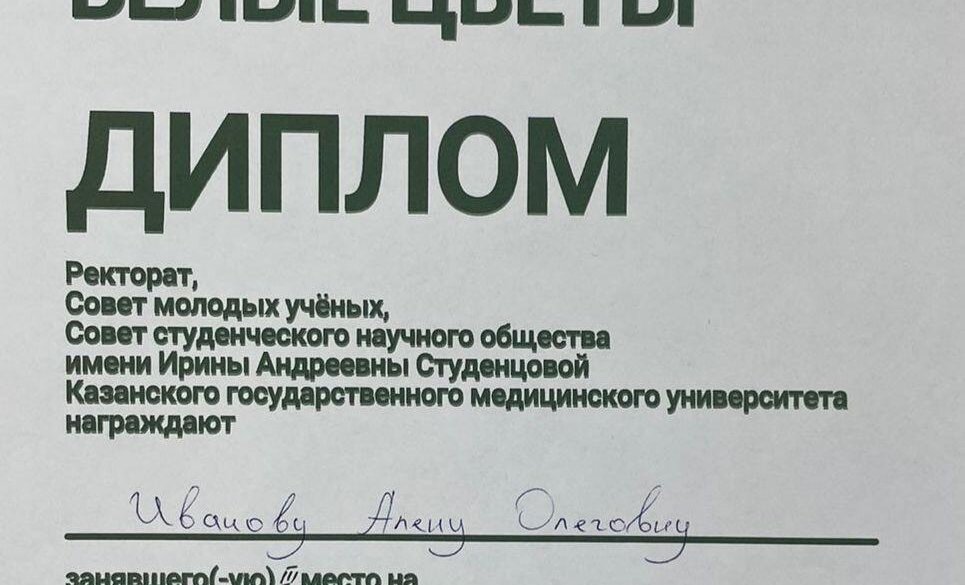 БЕЛЫЕ ЦВЕТЫ
ДИПЛОМ
Ректорат,
Совет молодых учёных,
Совет студенческого научного общества
имени Ирины Андреевны Студенцовой
Казанского государственного медицинского университета
награждают
Иванову Алену Олеговну
занявшего(-ую) II место на